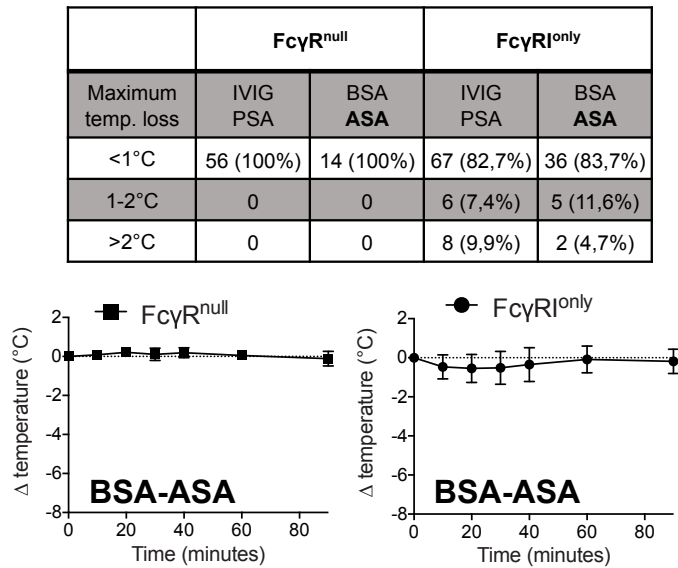 FcγR^null FcγRI^only
Maximum temp. loss IVIG PSA BSA ASA IVIG PSA BSA ASA
<1°C 56 (100%) 14 (100%) 67 (82,7%) 36 (83,7%)
1-2°C 0 0 6 (7,4%) 5 (11,6%)
>2°C 0 0 8 (9,9%) 2 (4,7%)
FcγR^null
Δ temperature (°C)
2
0
-2
-4
-6
-8
BSA-ASA
0 20 40 60 80
Time (minutes)
FcγRI^only
Δ temperature (°C)
2
0
-2
-4
-6
-8
BSA-ASA
0 20 40 60 80
Time (minutes)